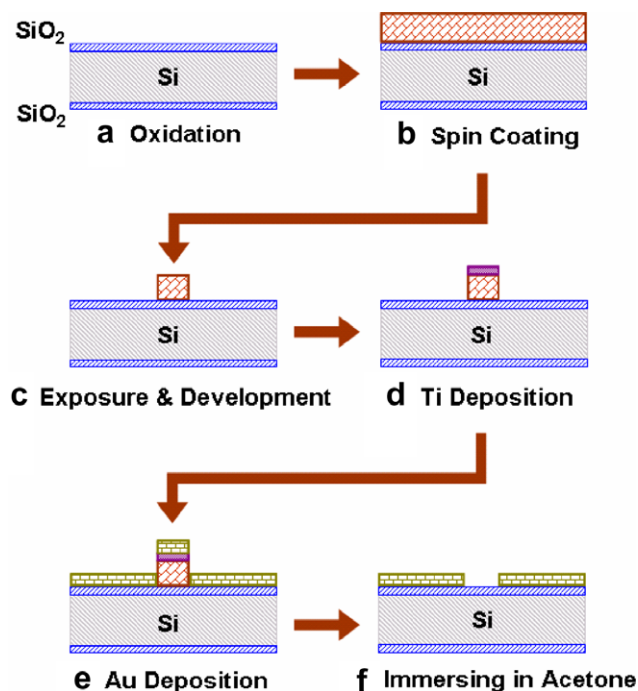 SiO2
Si
SiO2
a Oxidation
Si
b Spin Coating
Si
c Exposure & Development
Si
d Ti Deposition
Si
e Au Deposition
Si
f Immersing in Acetone